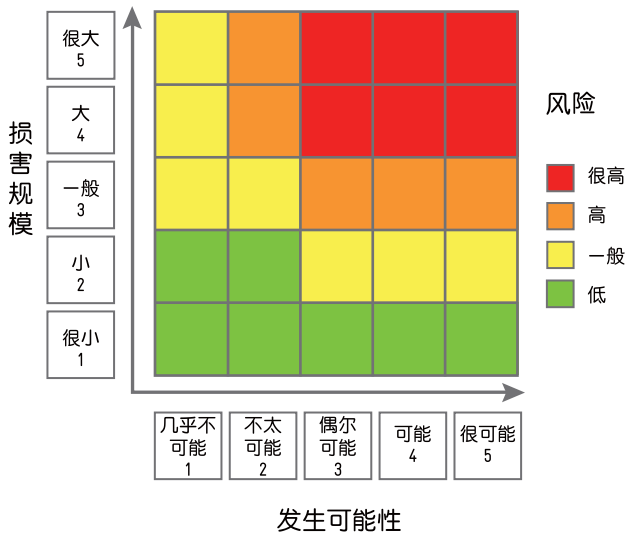 很大
5
大
4
一般
3
小
2
很小
1
损害规模
几乎不
可能
1
不太
可能
2
偶尔
可能
3
可能
4
很可能
5
发生可能性
风险
很高
高
一般
低